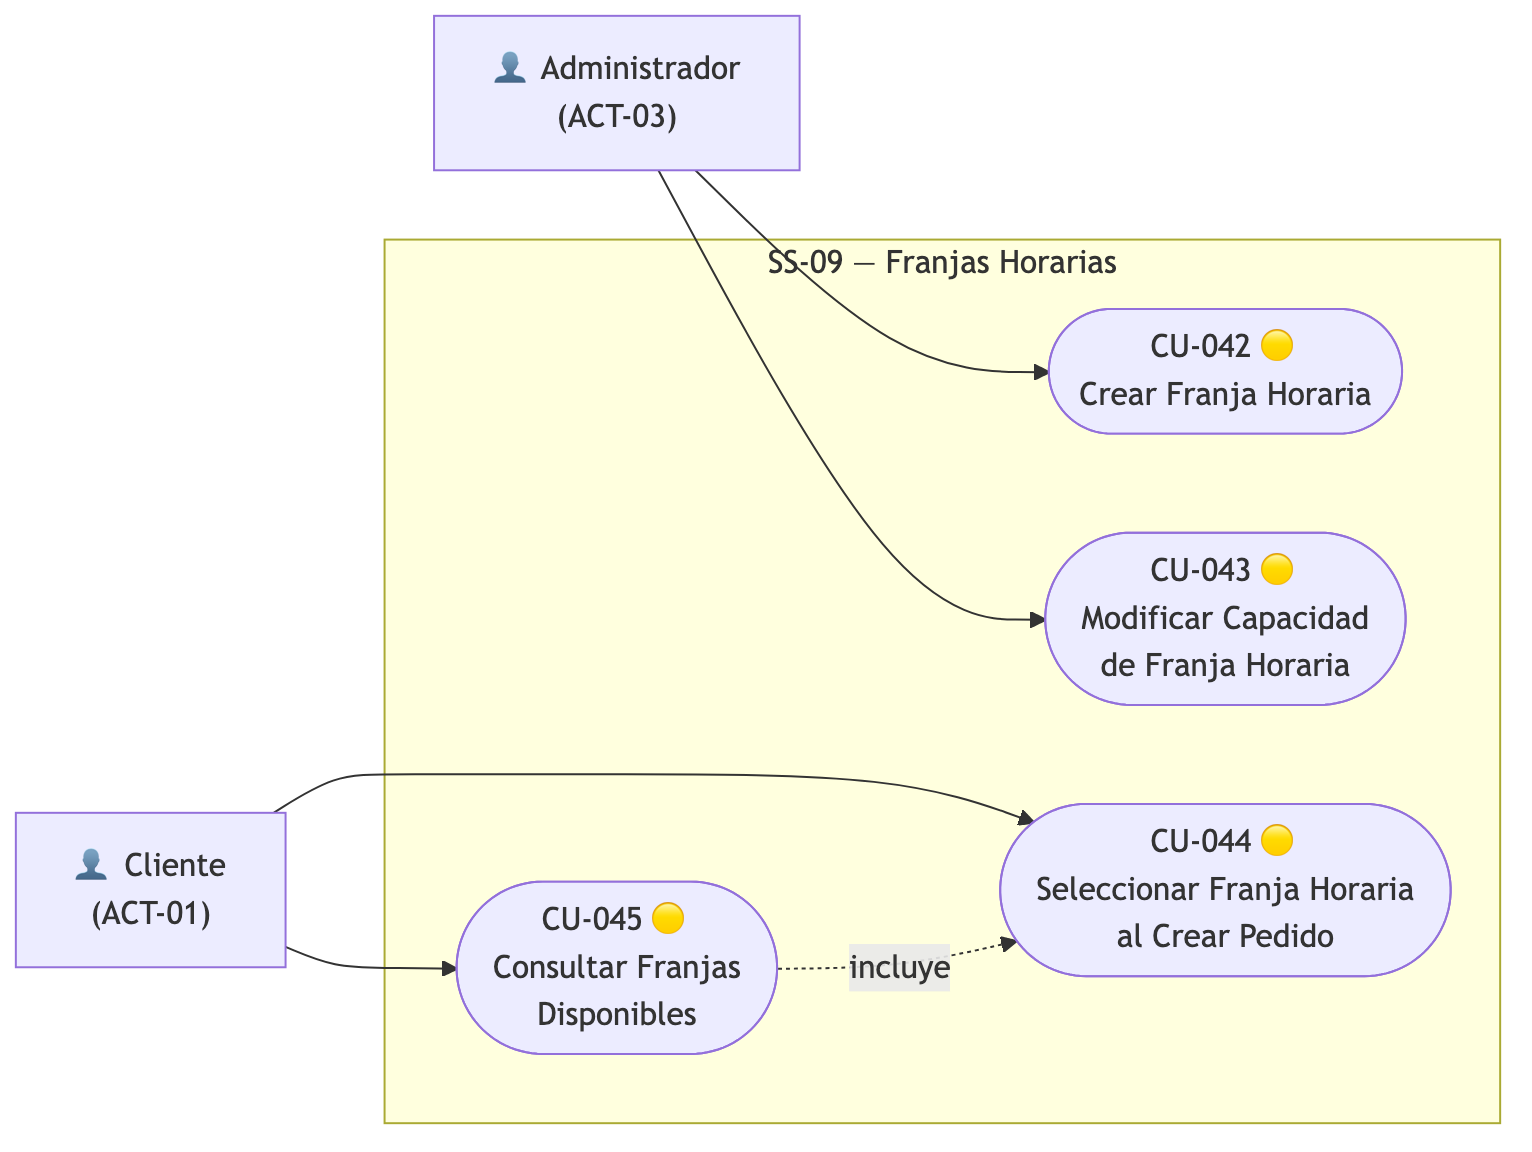 Administrador
(ACT-03)
SS-09 — Franjas Horarias
CU-042
Crear Franja Horaria
CU-043
Modificar Capacidad
de Franja Horaria
Cliente
(ACT-01)
CU-044
Seleccionar Franja Horaria
al Crear Pedido
CU-045
Consultar Franjas
Disponibles
incluye